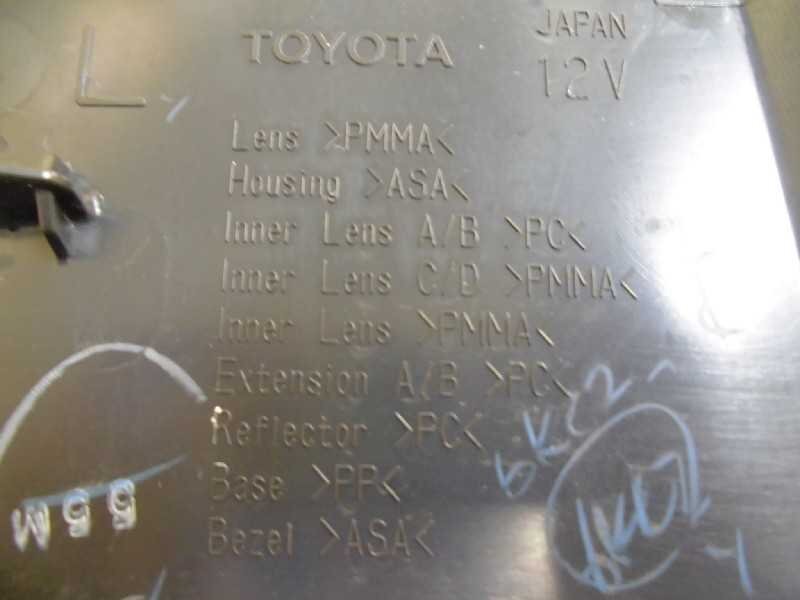 L TOYOTA JAPAN
12V
Lens >PMMA<
Housing >ASA<
Inner Lens A/B >PC<
Inner Lens C/D >PMMA<
Inner Lens >PMMA<
Extension A/B >PC<
Reflector >PC<
Base >PP<
Bezel >ASA<